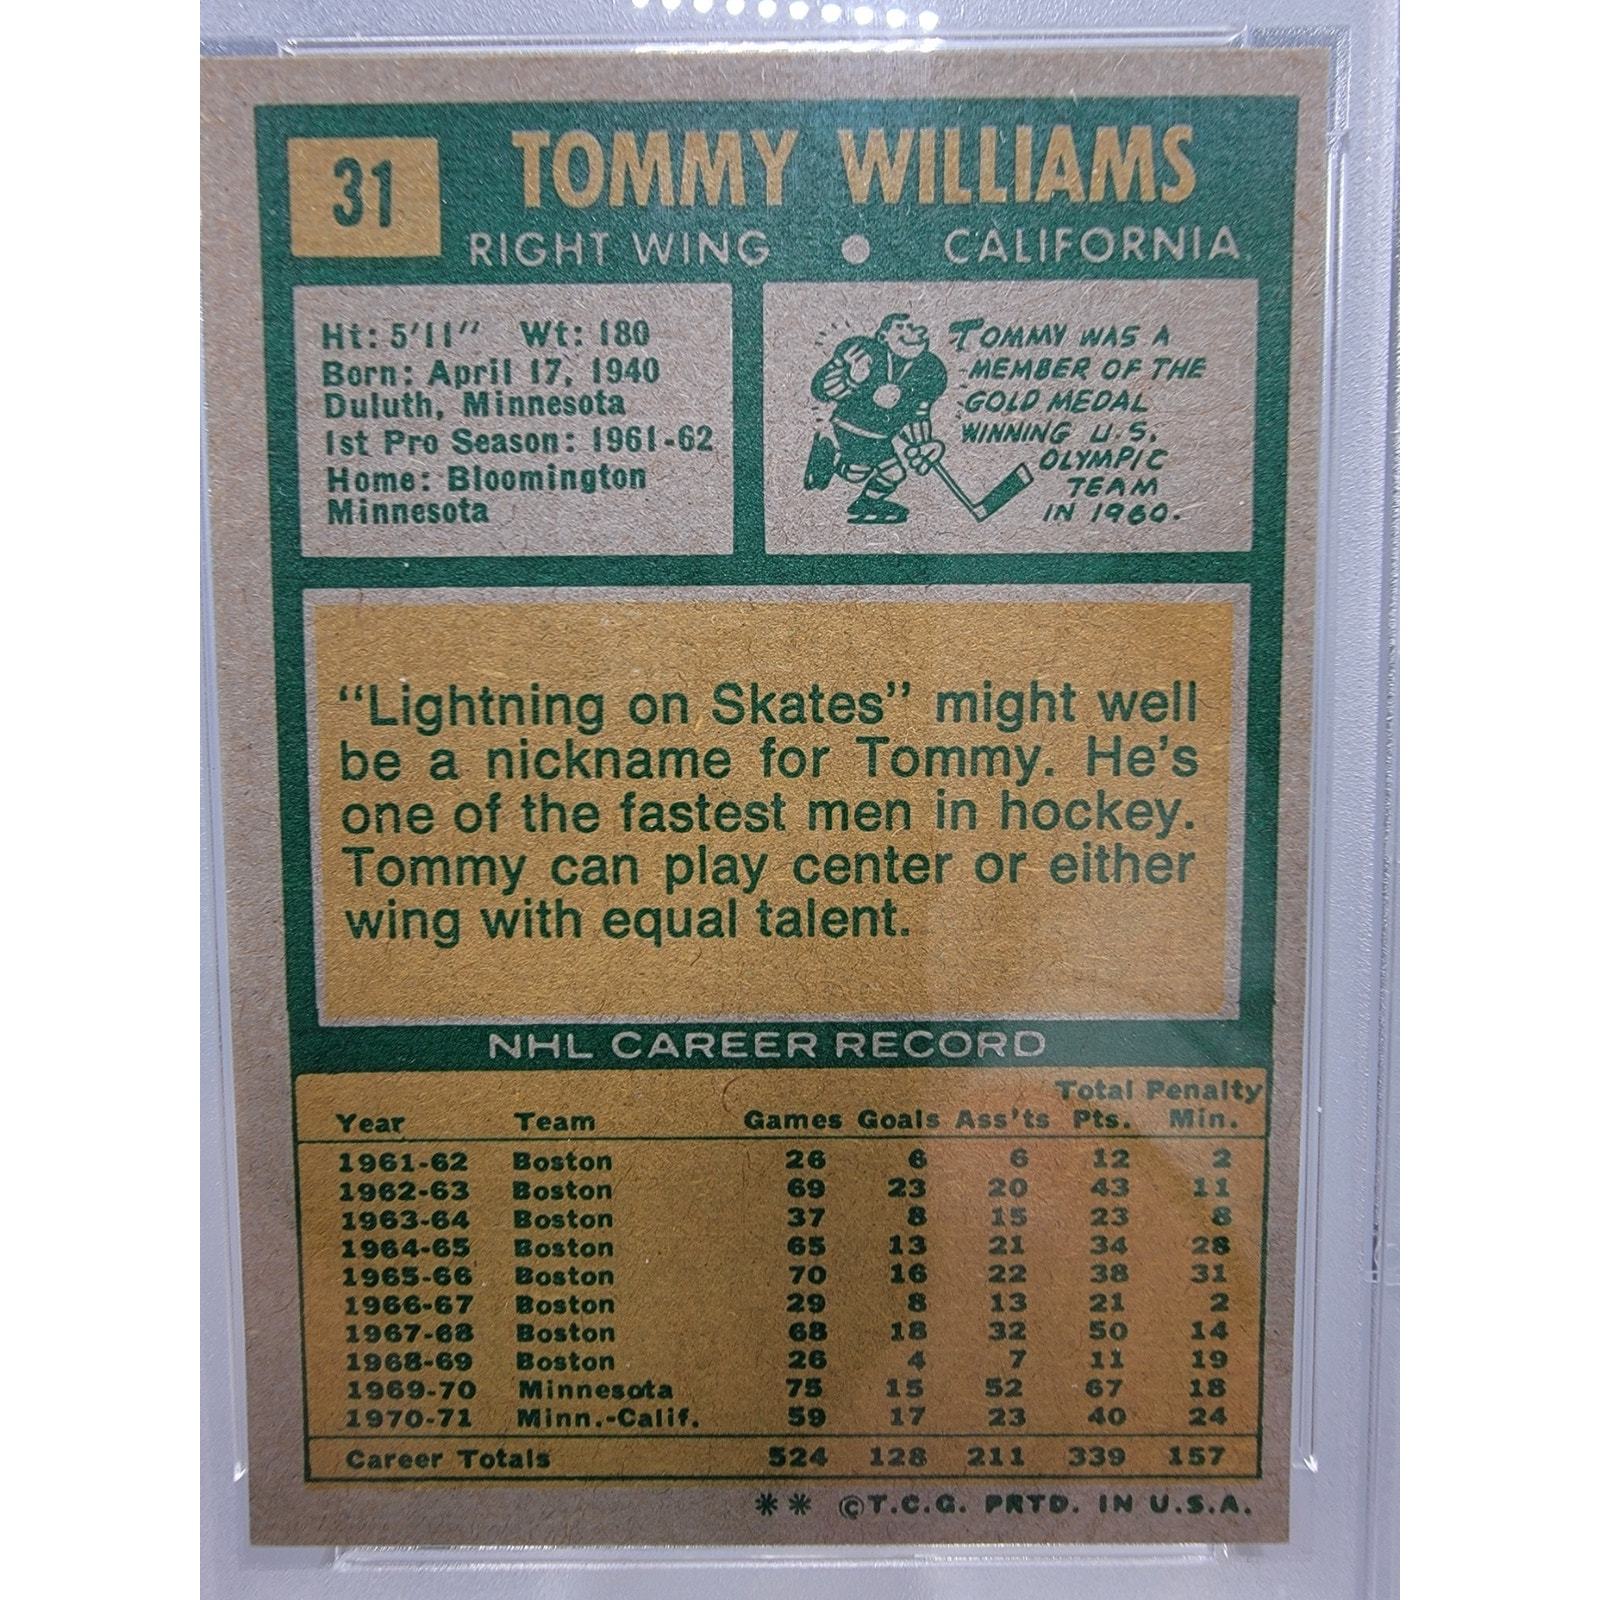 31
TOMMY WILLIAMS
RIGHT WING • CALIFORNIA
Ht: 5'11" Wt: 180
Born: April 17, 1940
Duluth, Minnesota
1st Pro Season: 1961-62
Home: Bloomington
Minnesota
TOMMY WAS A
MEMBER OF THE
GOLD MEDAL
WINNING U.S.
OLYMPIC
TEAM
IN 1960.
"Lightning on Skates" might well
be a nickname for Tommy. He's
one of the fastest men in hockey.
Tommy can play center or either
wing with equal talent.
NHL CAREER RECORD
Total Penalty
Year Team Games Goals Ass'ts Pts. Min.
1961-62 Boston 26 6 6 12 2
1962-63 Boston 69 23 20 43 11
1963-64 Boston 37 8 15 23 8
1964-65 Boston 65 13 21 34 28
1965-66 Boston 70 16 22 38 31
1966-67 Boston 29 8 13 21 2
1967-68 Boston 68 18 32 50 14
1968-69 Boston 26 4 7 11 19
1969-70 Minnesota 75 15 52 67 18
1970-71 Minn.-Calif. 59 17 23 40 24
Career Totals 524 128 211 339 157
** ©T.C.G. PRTD. IN U.S.A.